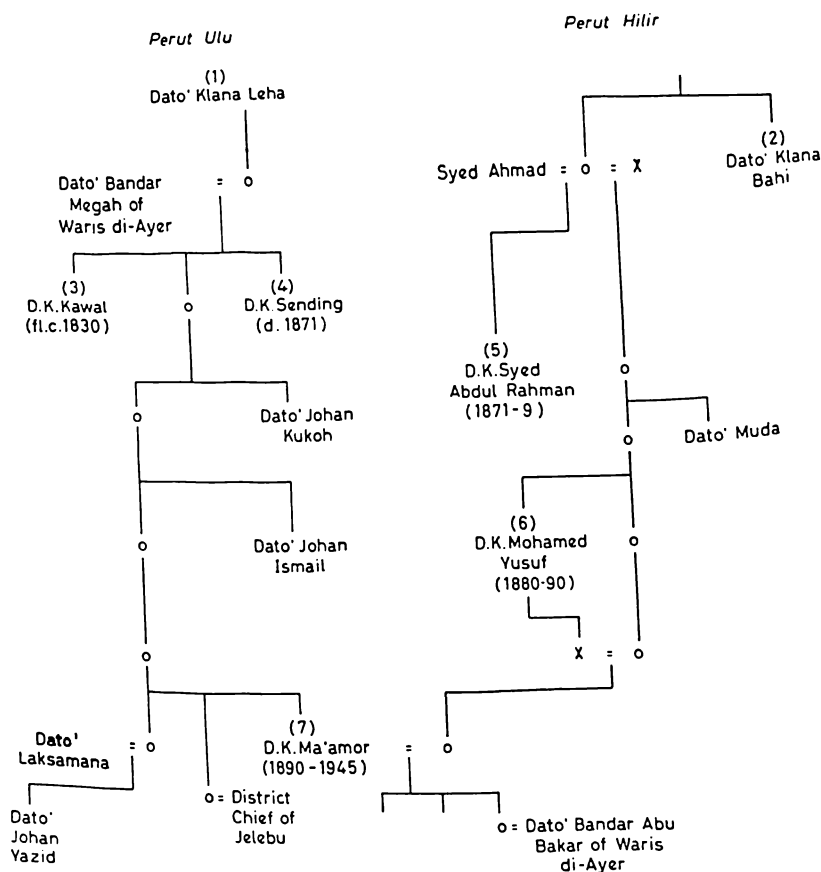 Perut Ulu
(1)
Dato' Klana Leha
Dato' Bandar = o
Megah of
Waris di-Ayer
(3)
D.K.Kawal
(fl.c.1830)
o
(4)
D.K.Sending
(d. 1871)
o
Dato' Johan
Kukoh
o
Dato' Johan
Ismail
o
Dato'
Laksamana
= o
(7)
D.K.Ma'amor
(1890-1945)
Dato'
Johan
Yazid
o = District
Chief of
Jelebu
Perut Hilir
(2)
Dato' Klana
Bahi
Syed Ahmad = o = X
(5)
D.K.Syed
Abdul Rahman
(1871-9)
o
Dato' Muda
o
(6)
D.K.Mohamed
Yusuf
(1880-90)
o
X = o
= o
o = Dato' Bandar Abu
Bakar of Waris
di-Ayer